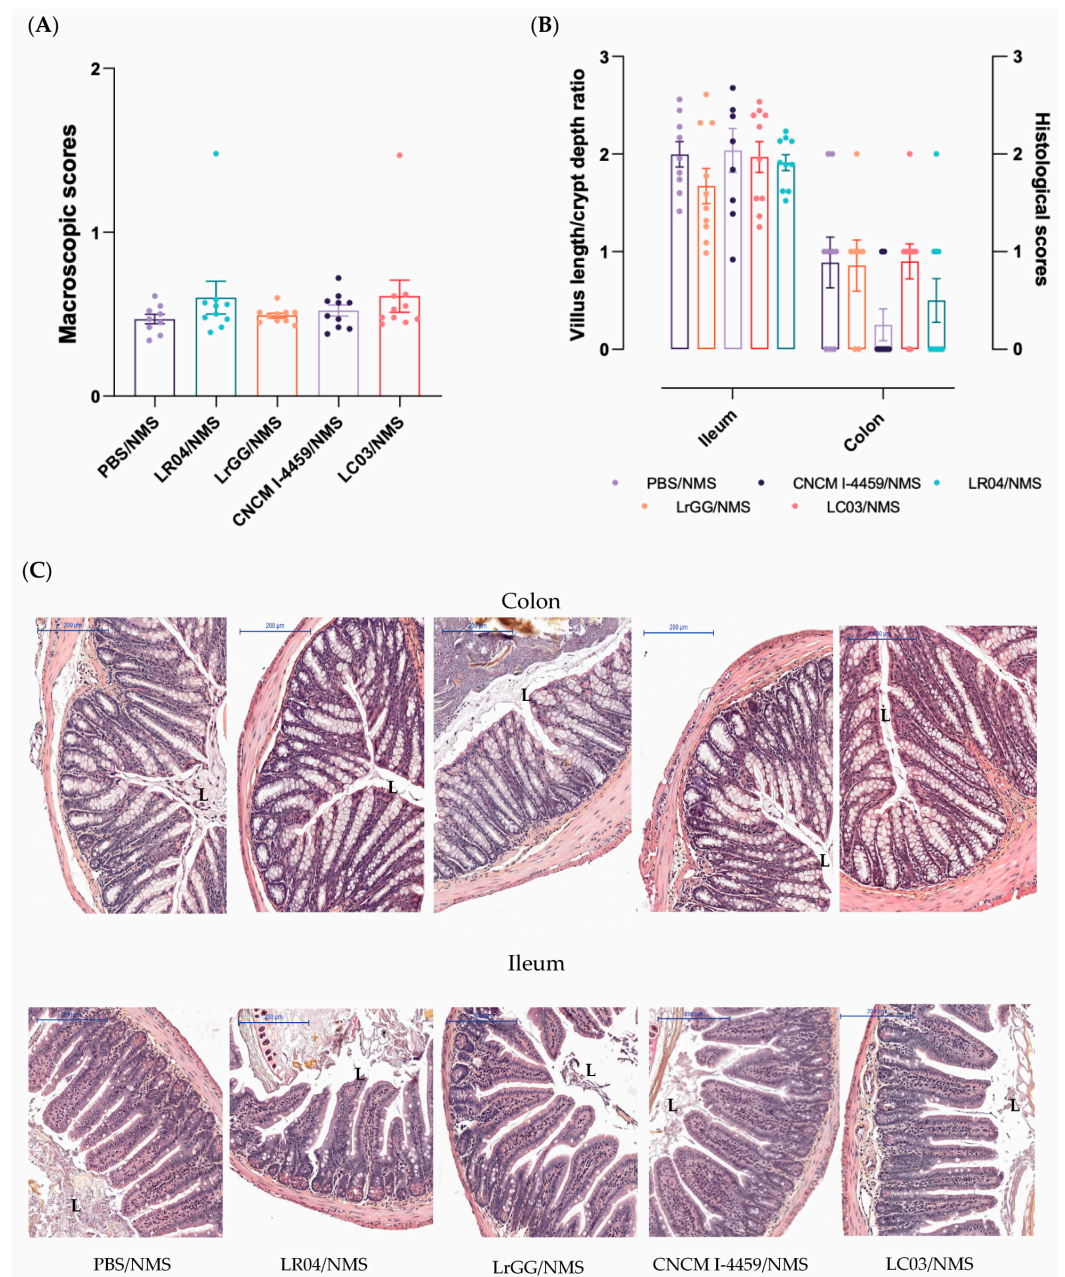 (A)
(B)
Macroscopic scores
2
1
0
PBS/NMS
LR04/NMS
LrGG/NMS
CNCM I-4459/NMS
LC03/NMS
Villus length/crypt depth ratio
3
2
1
0
3
2
1
0
Histological scores
Ileum
Colon
PBS/NMS
CNCM I-4459/NMS
LR04/NMS
LrGG/NMS
LC03/NMS
(C)
Colon
200 µm
200 µm
200 µm
200 µm
L
L
L
L
L
Ileum
L
L
L
L
L
PBS/NMS
LR04/NMS
LrGG/NMS
CNCM I-4459/NMS
LC03/NMS